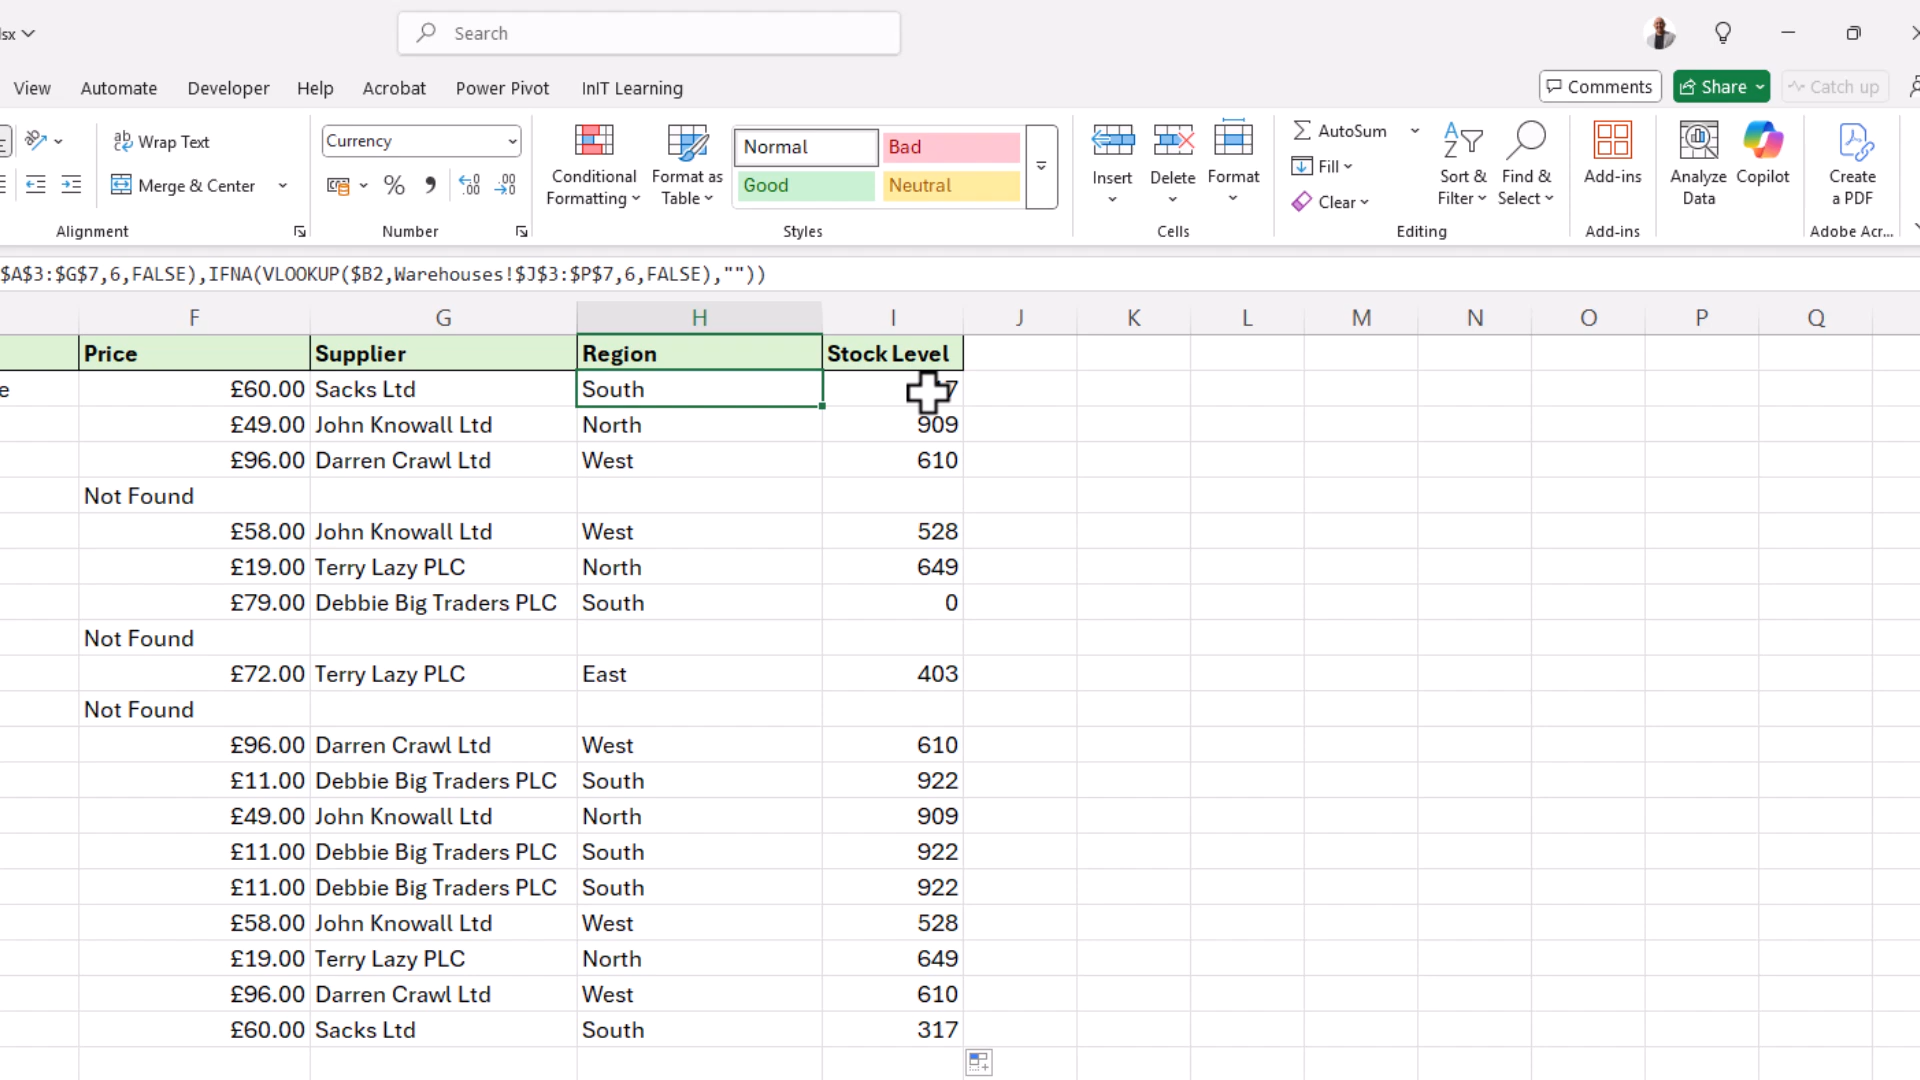 lsx
Search
View Automate Developer Help Acrobat Power Pivot InIT Learning
Comments Share Catch up
Wrap Text
Merge & Center
Alignment
Currency
% , .00
Number
Conditional Formatting
Format as Table
Normal Bad
Good Neutral
Styles
Insert Delete Format
Cells
AutoSum
Fill
Clear
Sort & Filter
Find & Select
Editing
Add-ins
Add-ins
Analyze Data
Copilot
Create a PDF
Adobe Acr...
$A$3:$G$7,6,FALSE),IFNA(VLOOKUP($B2,Warehouses!$J$3:$P$7,6,FALSE),""))
F G H I J K L M N O P Q
Price Supplier Region Stock Level
e £60.00 Sacks Ltd South 7
£49.00 John Knowall Ltd North 909
£96.00 Darren Crawl Ltd West 610
Not Found
£58.00 John Knowall Ltd West 528
£19.00 Terry Lazy PLC North 649
£79.00 Debbie Big Traders PLC South 0
Not Found
£72.00 Terry Lazy PLC East 403
Not Found
£96.00 Darren Crawl Ltd West 610
£11.00 Debbie Big Traders PLC South 922
£49.00 John Knowall Ltd North 909
£11.00 Debbie Big Traders PLC South 922
£11.00 Debbie Big Traders PLC South 922
£58.00 John Knowall Ltd West 528
£19.00 Terry Lazy PLC North 649
£96.00 Darren Crawl Ltd West 610
£60.00 Sacks Ltd South 317